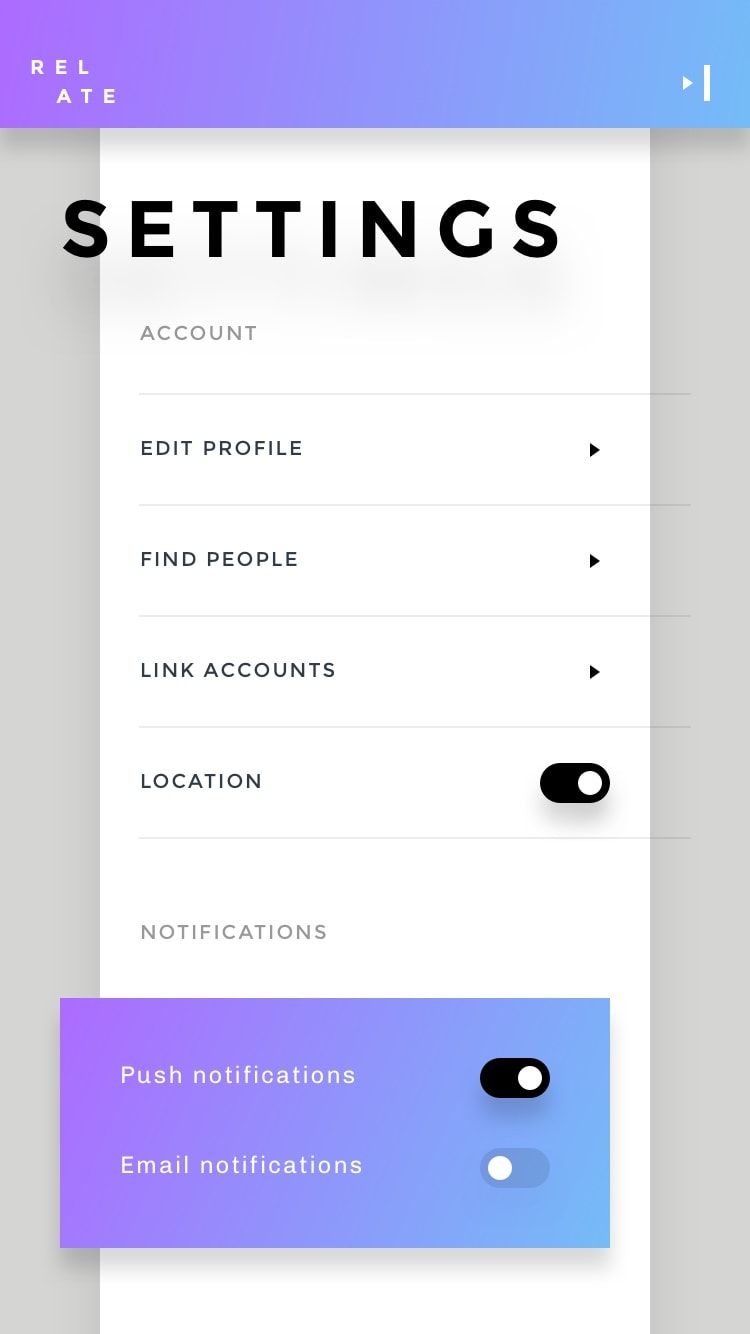 REL
ATE
SETTINGS
ACCOUNT
EDIT PROFILE
FIND PEOPLE
LINK ACCOUNTS
LOCATION
NOTIFICATIONS
Push notifications
Email notifications